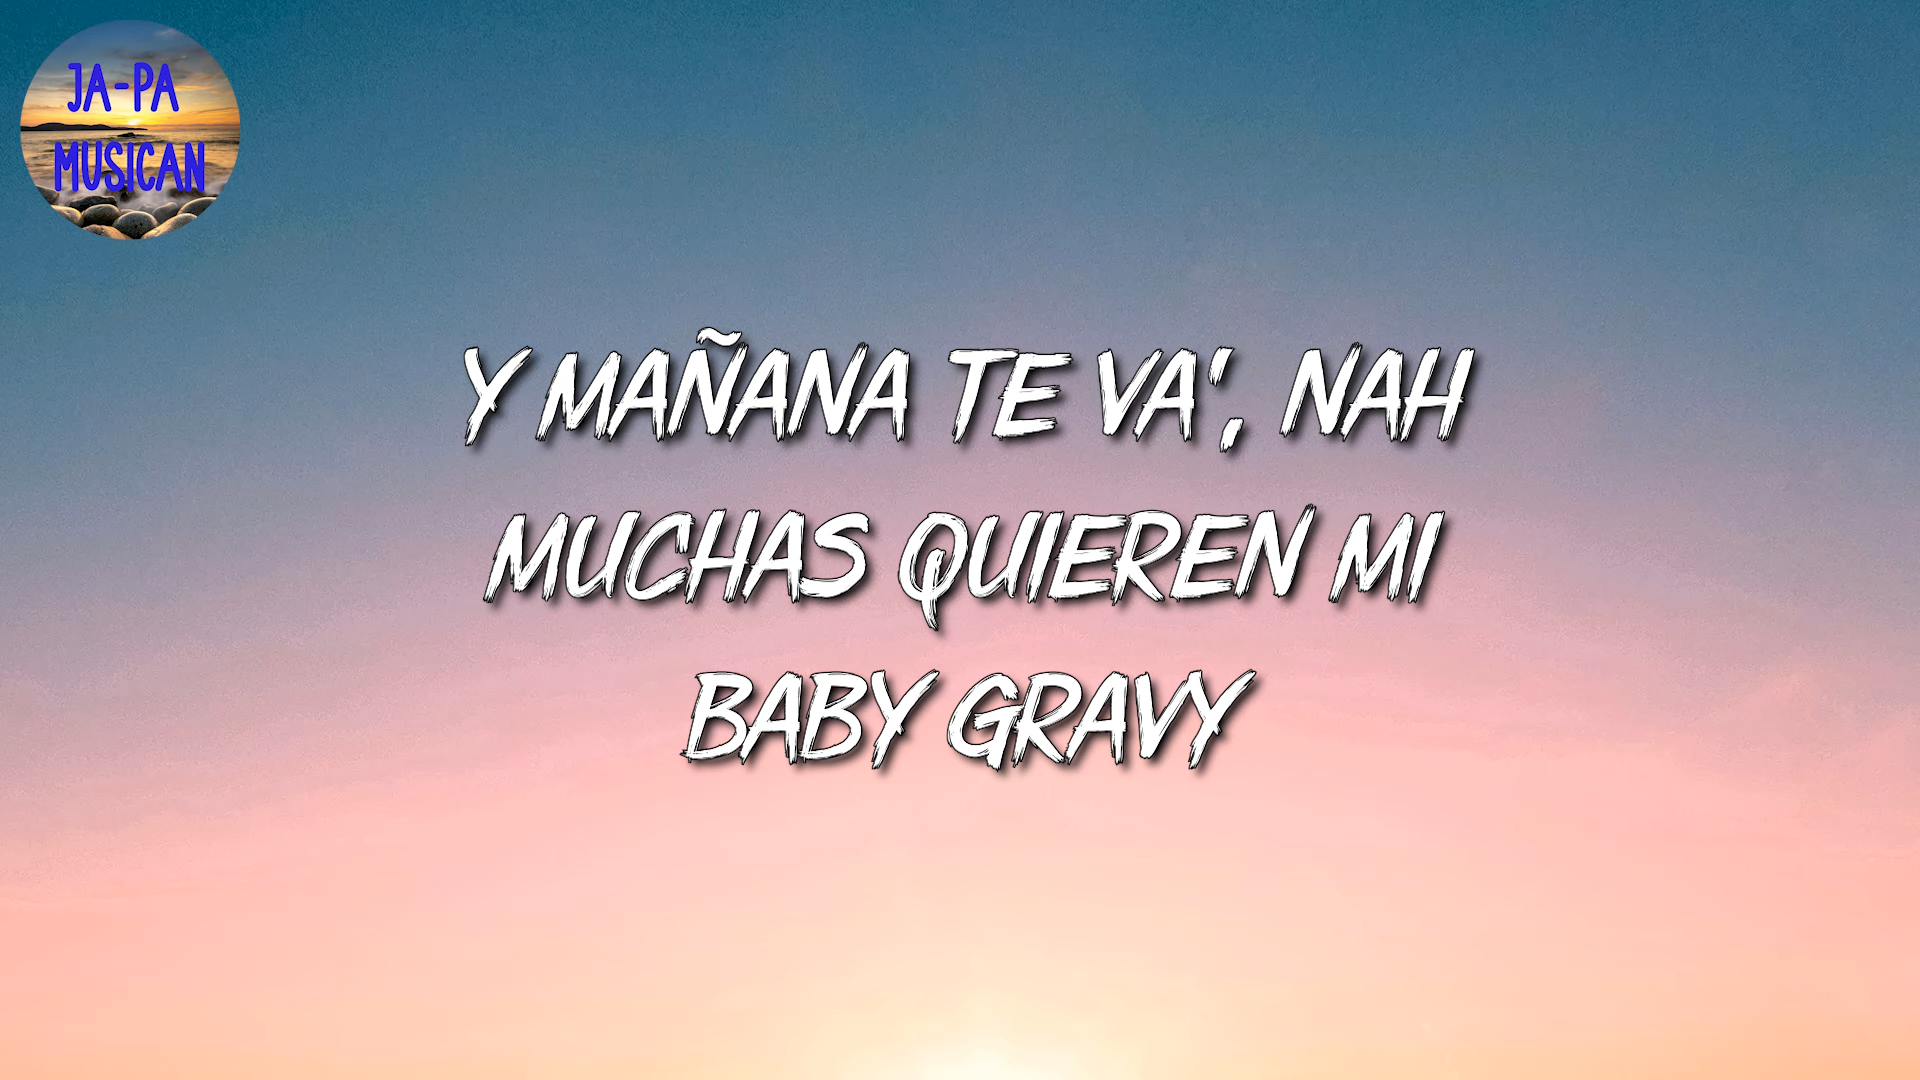 JA-PA
MUSICAN
Y MAÑANA TE VA', NAH
MUCHAS QUIEREN MI
BABY GRAVY